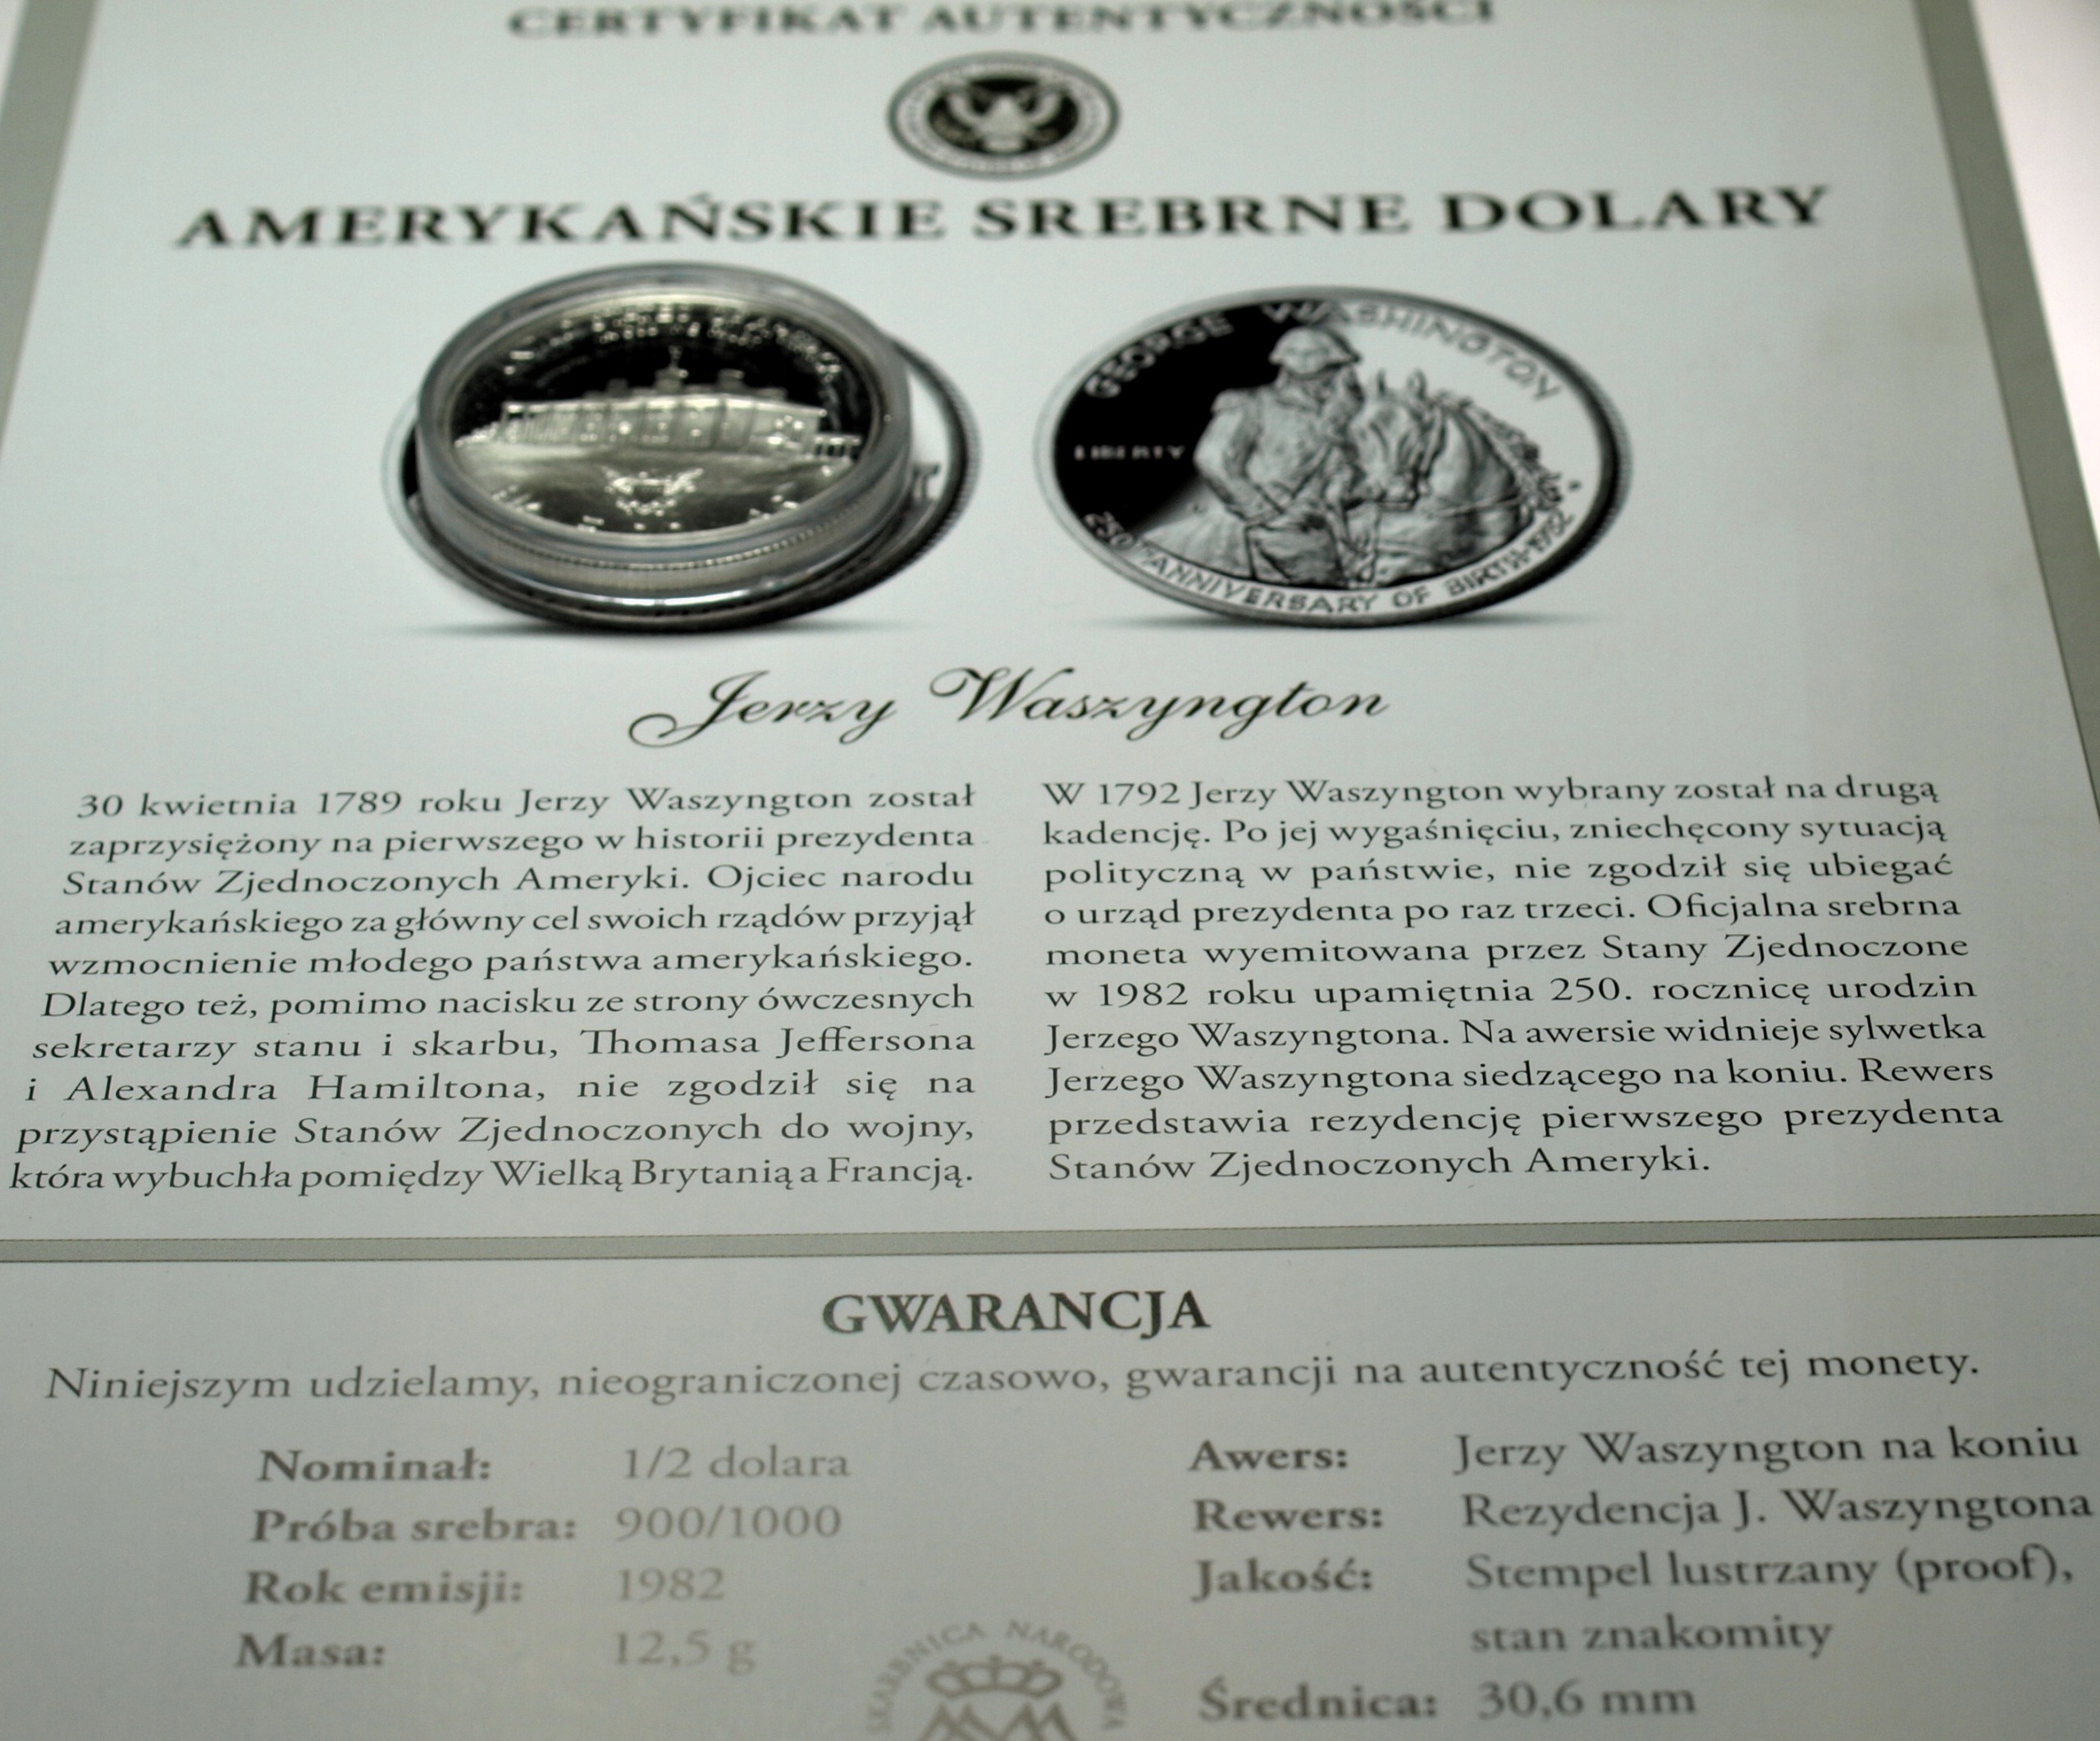 CERTYFIKAT AUTENTYCZNOŚCI
AMERYKAŃSKIE SREBRNE DOLARY
GEORGE WASHINGTON
LIBERTY
250TH ANNIVERSARY OF BIRTH·1982
Jerzy Waszyngton
30 kwietnia 1789 roku Jerzy Waszyngton został
zaprzysiężony na pierwszego w historii prezydenta
Stanów Zjednoczonych Ameryki. Ojciec narodu
amerykańskiego za główny cel swoich rządów przyjął
wzmocnienie młodego państwa amerykańskiego.
Dlatego też, pomimo nacisku ze strony ówczesnych
sekretarzy stanu i skarbu, Thomasa Jeffersona
i Alexandra Hamiltona, nie zgodził się na
przystąpienie Stanów Zjednoczonych do wojny,
która wybuchła pomiędzy Wielką Brytanią a Francją.
W 1792 Jerzy Waszyngton wybrany został na drugą
kadencję. Po jej wygaśnięciu, zniechęcony sytuacją
polityczną w państwie, nie zgodził się ubiegać
o urząd prezydenta po raz trzeci. Oficjalna srebrna
moneta wyemitowana przez Stany Zjednoczone
w 1982 roku upamiętnia 250. rocznicę urodzin
Jerzego Waszyngtona. Na awersie widnieje sylwetka
Jerzego Waszyngtona siedzącego na koniu. Rewers
przedstawia rezydencję pierwszego prezydenta
Stanów Zjednoczonych Ameryki.
GWARANCJA
Niniejszym udzielamy, nieograniczonej czasowo, gwarancji na autentyczność tej monety.
Nominał: 1/2 dolara
Próba srebra: 900/1000
Rok emisji: 1982
Masa: 12,5 g
Awers: Jerzy Waszyngton na koniu
Rewers: Rezydencja J. Waszyngtona
Jakość: Stempel lustrzany (proof),
stan znakomity
Średnica: 30,6 mm
SKARBNICA NARODOWA